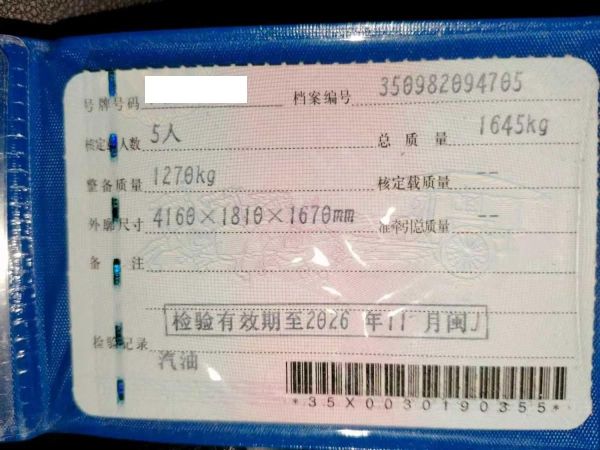 号牌号码 档案编号 350982094705
核定载人数 5人 总质量 1645kg
整备质量 1270kg 核定载质量 --
外廓尺寸 4160×1810×1670mm 准牵引总质量 --
备注
检验有效期至2026年11月闽J
检验记录
汽油
*35X0030190355*